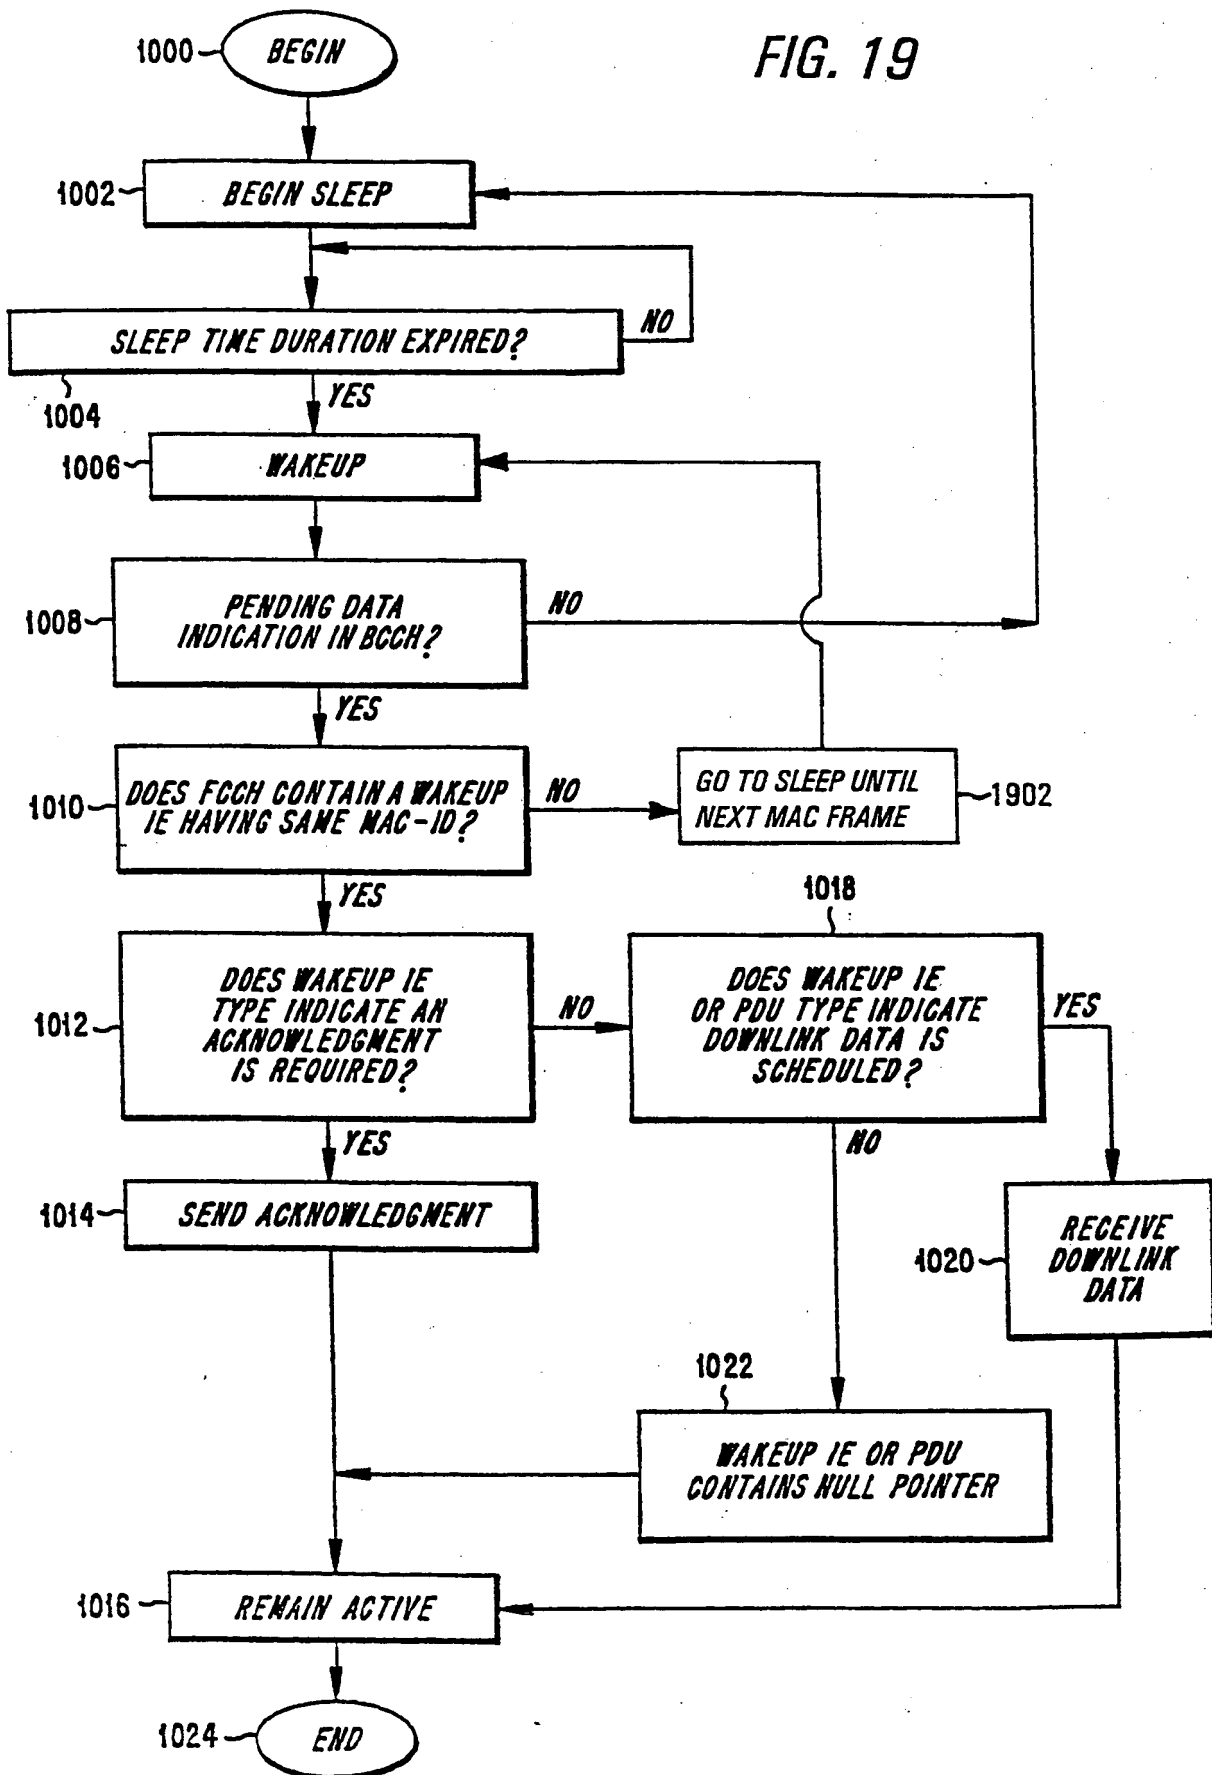 FIG. 19
1000
BEGIN
1002
BEGIN SLEEP
SLEEP TIME DURATION EXPIRED?
NO
1004
YES
1006
WAKEUP
1008
PENDING DATA
INDICATION IN BCCH?
NO
YES
1010
DOES FCCH CONTAIN A WAKEUP
IE HAVING SAME MAC-ID?
NO
GO TO SLEEP UNTIL
NEXT MAC FRAME
1902
YES
1012
DOES WAKEUP IE
TYPE INDICATE AN
ACKNOWLEDGMENT
IS REQUIRED?
NO
1018
DOES WAKEUP IE
OR PDU TYPE INDICATE
DOWNLINK DATA IS
SCHEDULED?
YES
YES
NO
1014
SEND ACKNOWLEDGMENT
1020
RECEIVE
DOWNLINK
DATA
1022
WAKEUP IE OR PDU
CONTAINS NULL POINTER
1016
REMAIN ACTIVE
1024
END